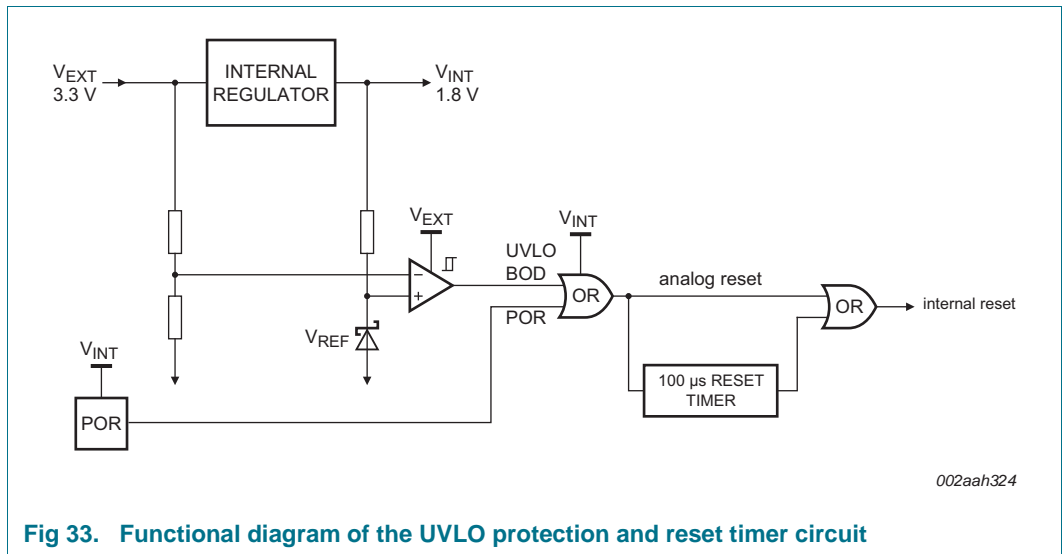 VEXT
3.3 V
INTERNAL
REGULATOR
VINT
1.8 V
VEXT
VINT
UVLO
BOD
POR
−
+
OR
analog reset
OR
internal reset
VREF
VINT
POR
100 μs RESET
TIMER
002aah324
Fig 33. Functional diagram of the UVLO protection and reset timer circuit